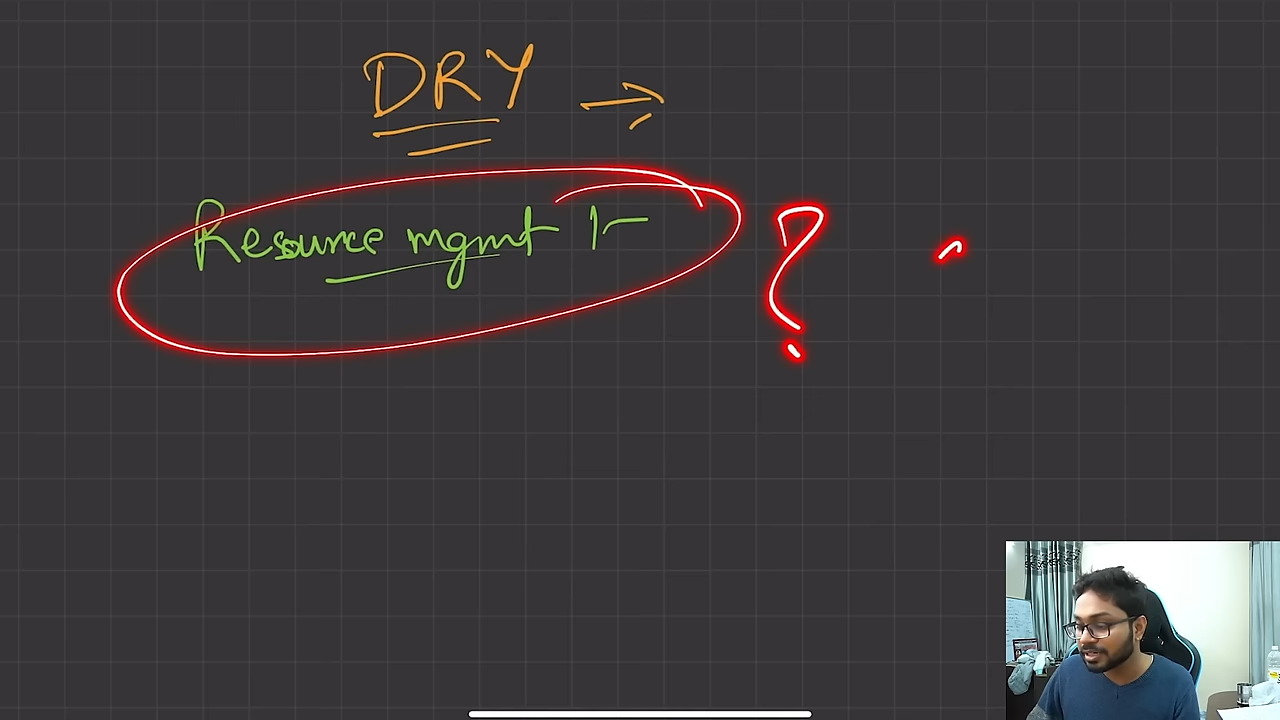 DRY →
Resource mgmt :-
?